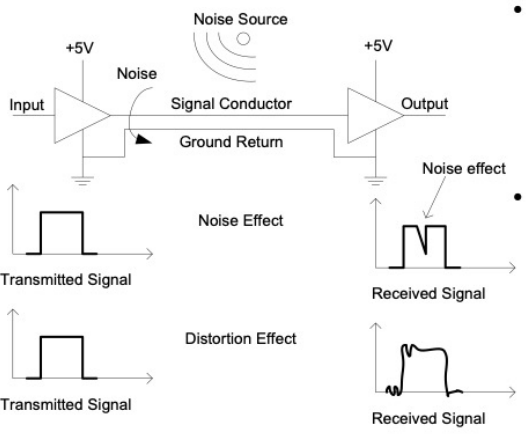 Noise Source
+5V
+5V
Noise
Input
Signal Conductor
Output
Ground Return
Noise effect
Noise Effect
Transmitted Signal
Received Signal
Distortion Effect
Transmitted Signal
Received Signal